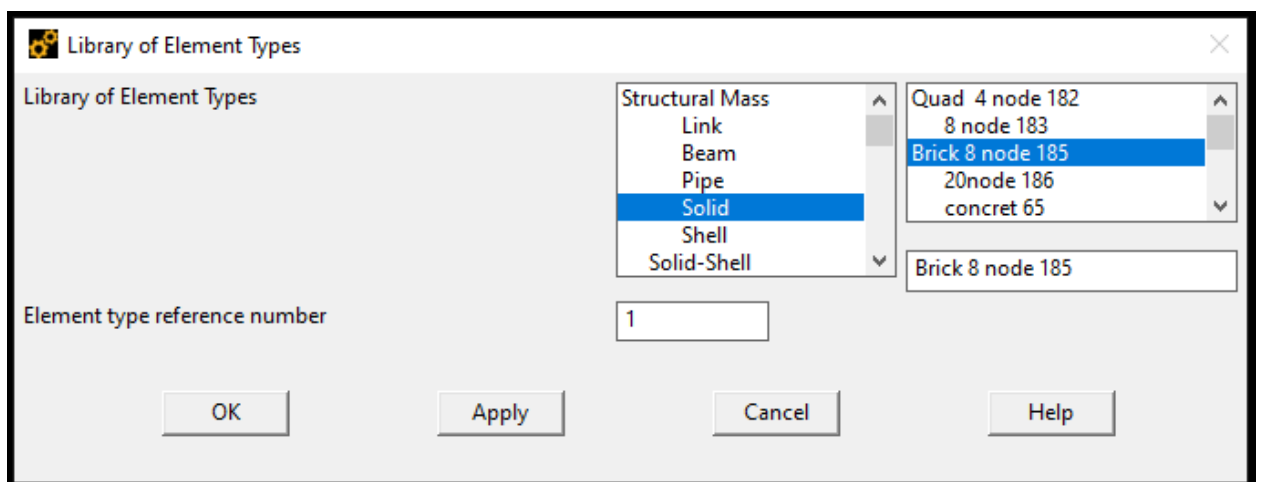 Library of Element Types
Library of Element Types
Structural Mass
Link
Beam
Pipe
Solid
Shell
Solid-Shell
Quad 4 node 182
8 node 183
Brick 8 node 185
20node 186
concret 65
Brick 8 node 185
Element type reference number
1
OK
Apply
Cancel
Help